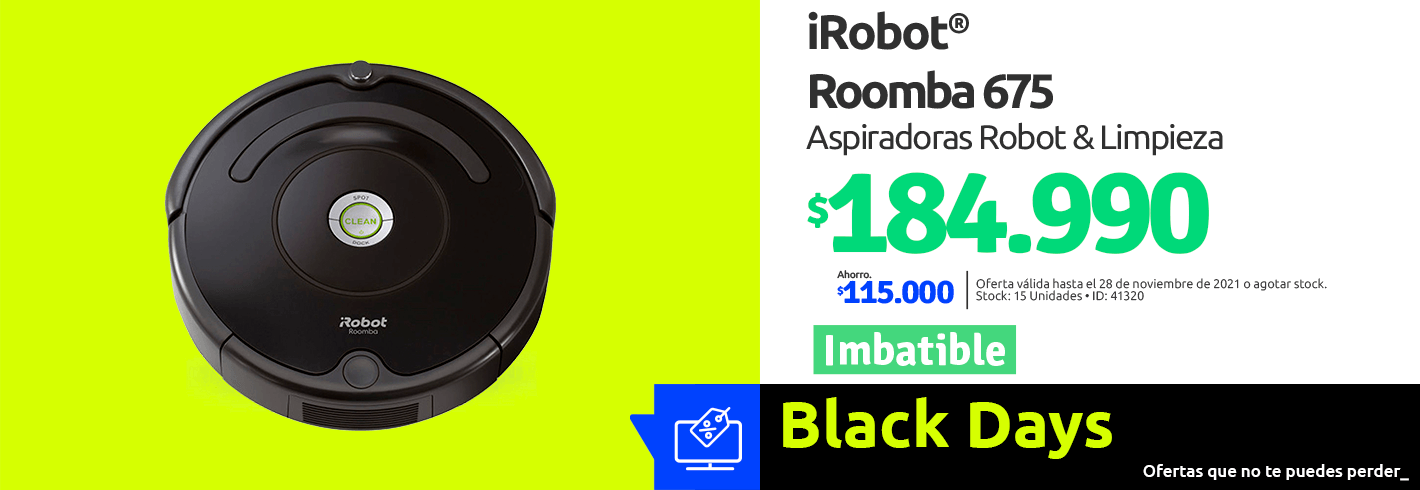 SPOT
CLEAN
DOCK
iRobot
Roomba
iRobot®
Roomba 675
Aspiradoras Robot & Limpieza
$184.990
Ahorro.
$115.000
Oferta válida hasta el 28 de noviembre de 2021 o agotar stock.
Stock: 15 Unidades • ID: 41320
Imbatible
Black Days
Ofertas que no te puedes perder_